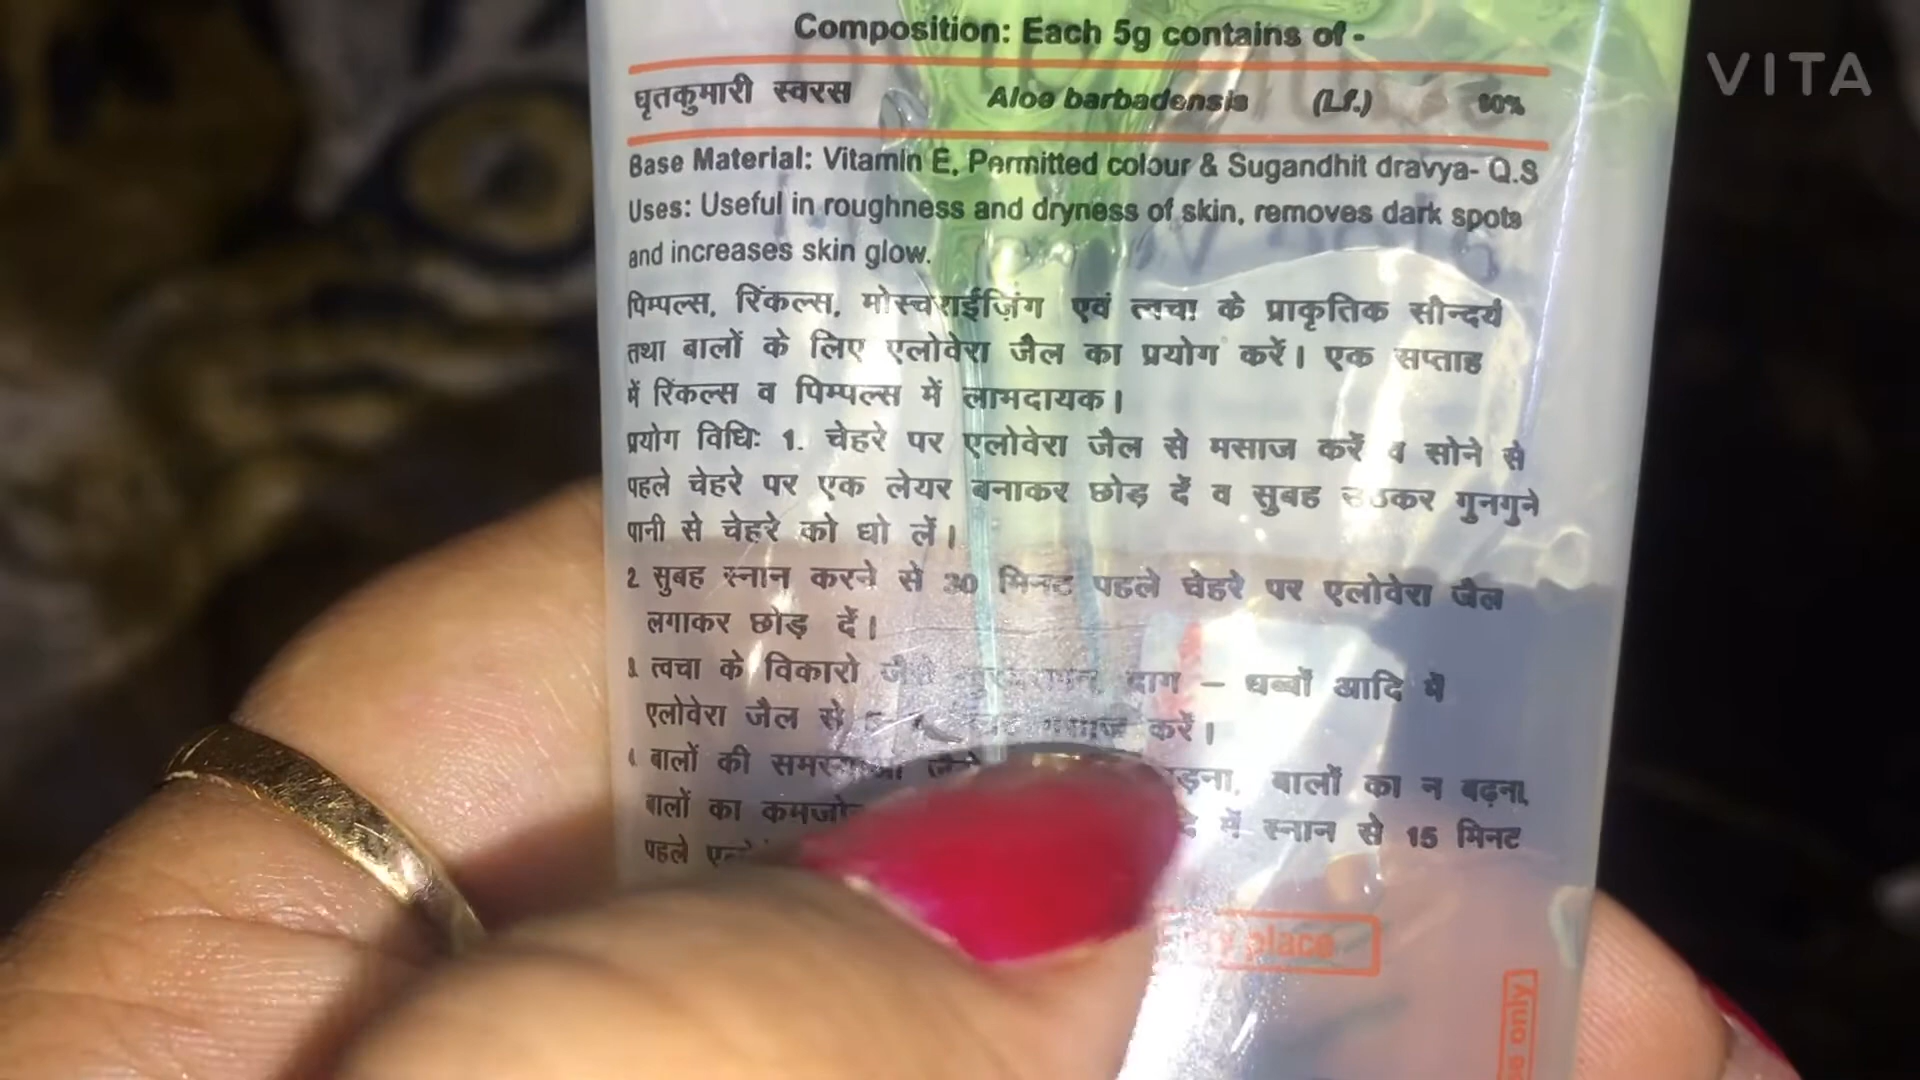 Composition: Each 5g contains of -
VITA
घृतकुमारी स्वरस Aloe barbadensis (Lf.)
Base Material: Vitamin E, Permitted colour & Sugandhit dravya- Q.S
Uses: Useful in roughness and dryness of skin, removes dark spots
and increases skin glow.
पिम्पल्स, रिंकल्स, मोस्चराईज़िंग एवं त्वचा के प्राकृतिक सौन्दर्य
तथा बालों के लिए एलोवेरा जैल का प्रयोग करें। एक सप्ताह
में रिंकल्स व पिम्पल्स में लाभदायक।
प्रयोग विधिः 1. चेहरे पर एलोवेरा जैल से मसाज करें व सोने से
पहले चेहरे पर एक लेयर बनाकर छोड़ दें व सुबह उठकर गुनगुने
पानी से चेहरे को धो लें।
2 सुबह स्नान करने से 30 मिनट पहले चेहरे पर एलोवेरा जैल
लगाकर छोड़ दें।
3. त्वचा के विकारो दाग – धब्बों आदि में
एलोवेरा जैल से मसाज करें।
बालों की बालों का न बढ़ना,
बालों का में स्नान से 15 मिनट
पहले
place
only